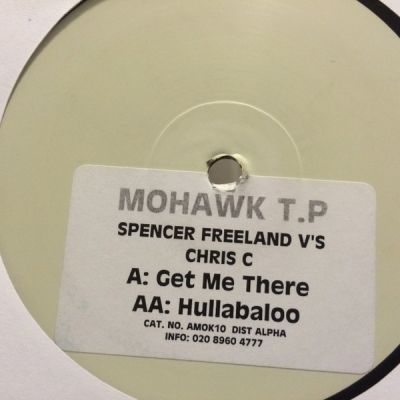 MOHAWK T.P
SPENCER FREELAND V'S
CHRIS C
A: Get Me There
AA: Hullabaloo
CAT. NO. AMOK10 DIST ALPHA
INFO: 020 8960 4777